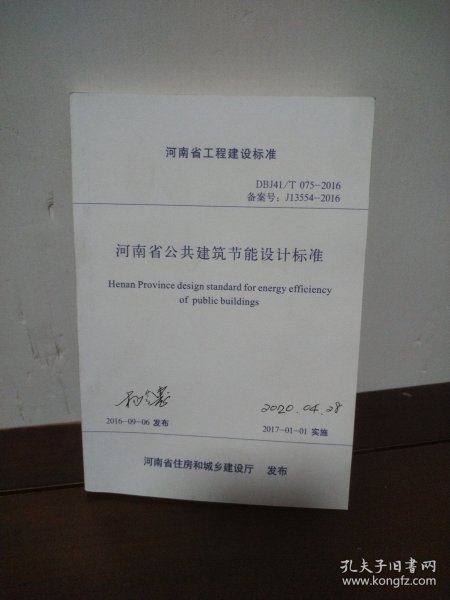 河南省工程建设标准
DBJ41/T 075-2016
备案号：J13554-2016
河南省公共建筑节能设计标准
Henan Province design standard for energy efficiency
of public buildings
2020.04.28
2016-09-06 发布
2017-01-01 实施
河南省住房和城乡建设厅 发布
孔夫子旧书网
www.kongfz.com